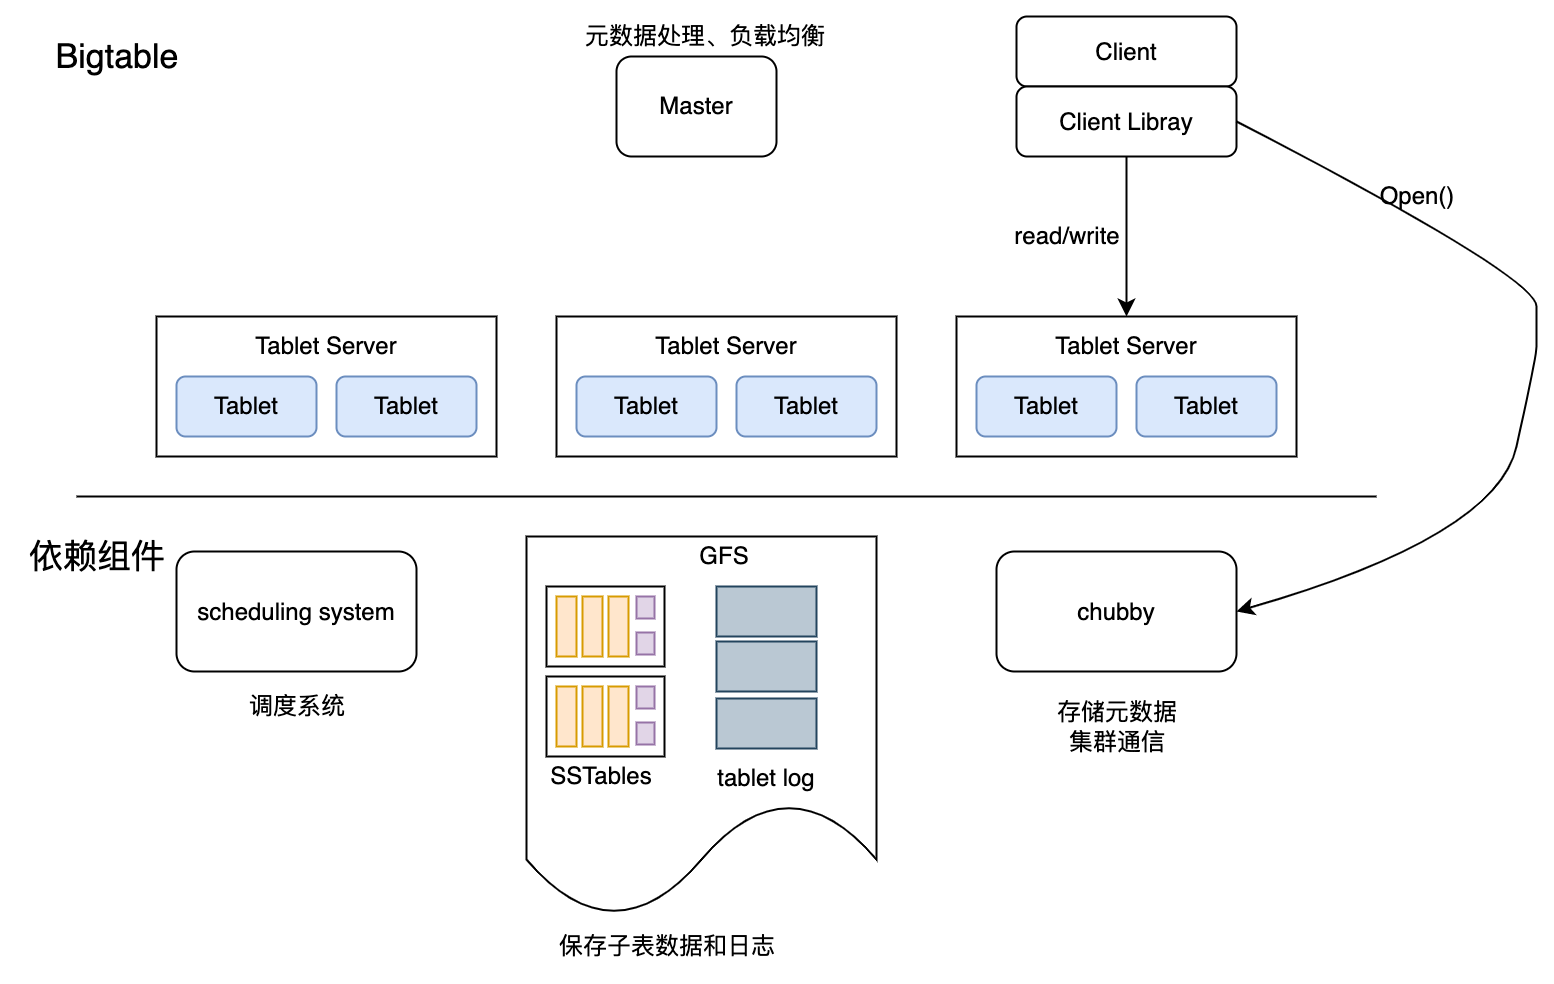 Bigtable
元数据处理、负载均衡
Master
Client
Client Libray
Open()
read/write
Tablet Server
Tablet
Tablet
Tablet Server
Tablet
Tablet
Tablet Server
Tablet
Tablet
依赖组件
scheduling system
调度系统
GFS
SSTables
tablet log
保存子表数据和日志
chubby
存储元数据
集群通信